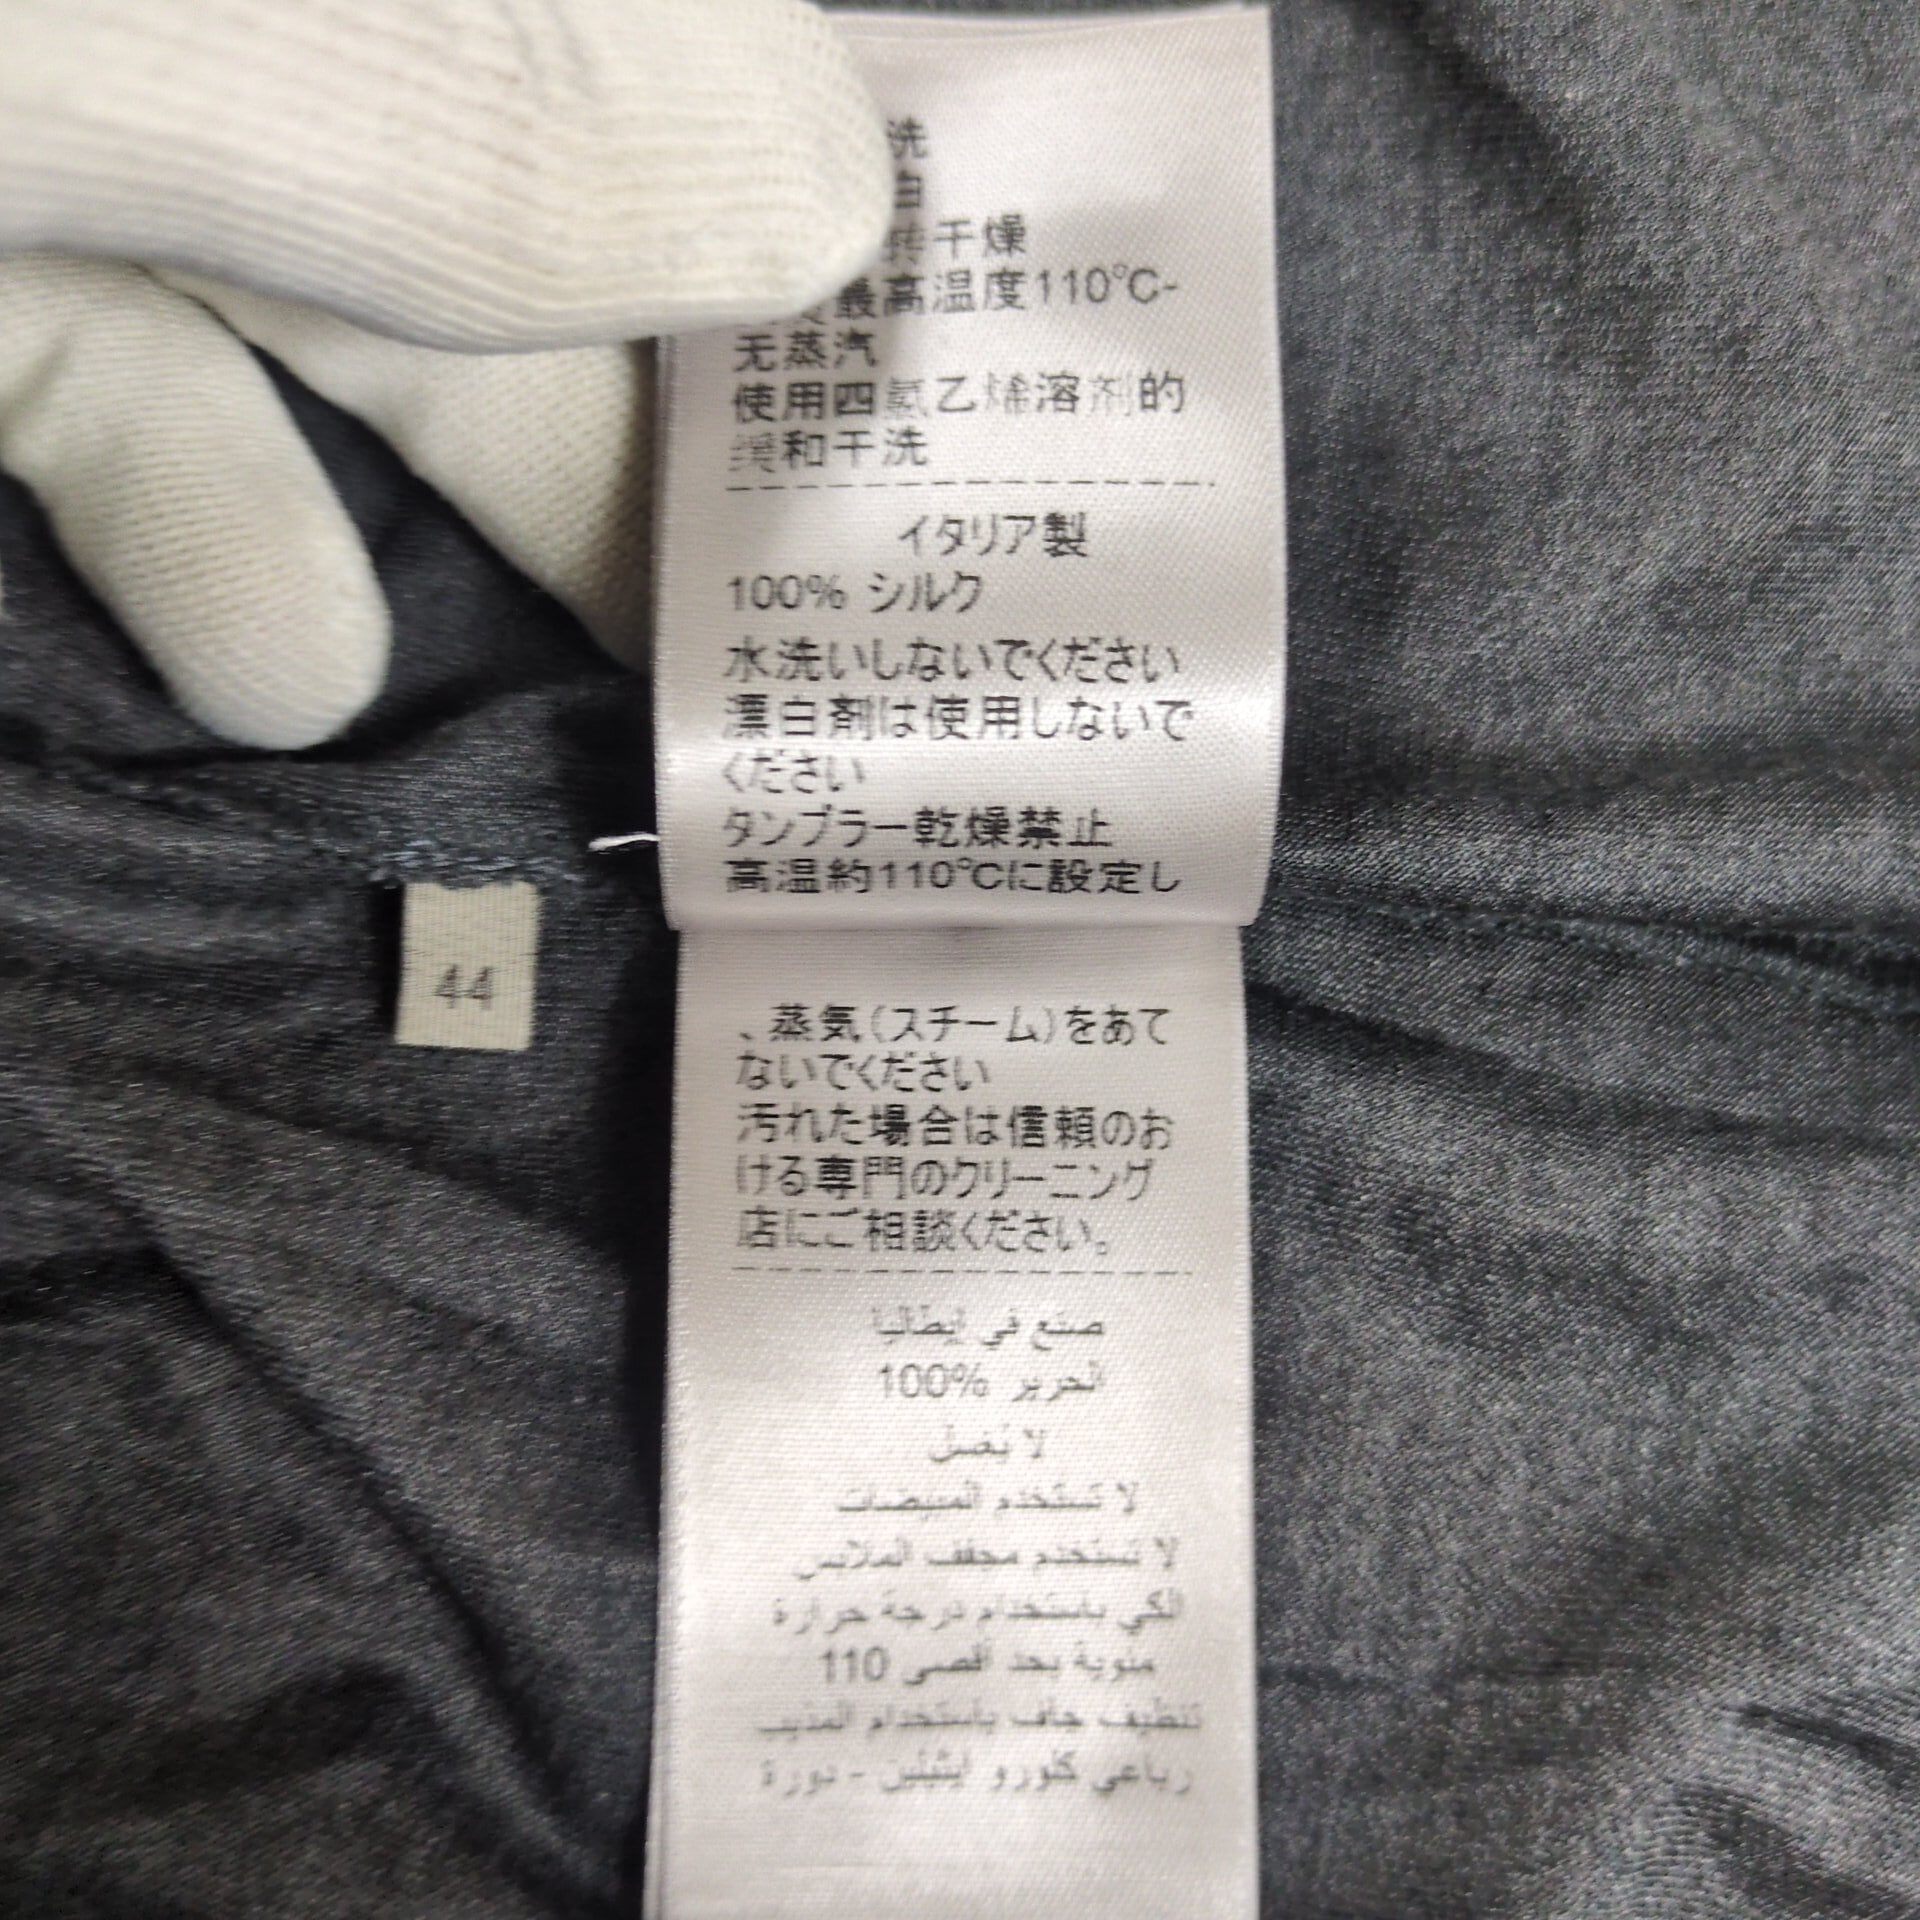 洗
白
转干燥
最高温度110℃-
无蒸汽
使用四氯乙烯溶剂的
缓和干洗
イタリア製
100% シルク
水洗いしないでください
漂白剤は使用しないで
ください
タンブラー乾燥禁止
高温約110℃に設定し
、蒸気(スチーム)をあて
ないでください
汚れた場合は信頼のお
ける専門のクリーニング
店にご相談ください。
صنع في إيطاليا
الحرير %100
لا يُغسل
لا تستخدم المبيضات
لا تستخدم مجفف الملابس
الكي باستخدام درجة حرارة
مئوية بحد أقصى 110
تنظيف جاف باستخدام المذيب
رباعي كلورو إيثيلين - دورة
44